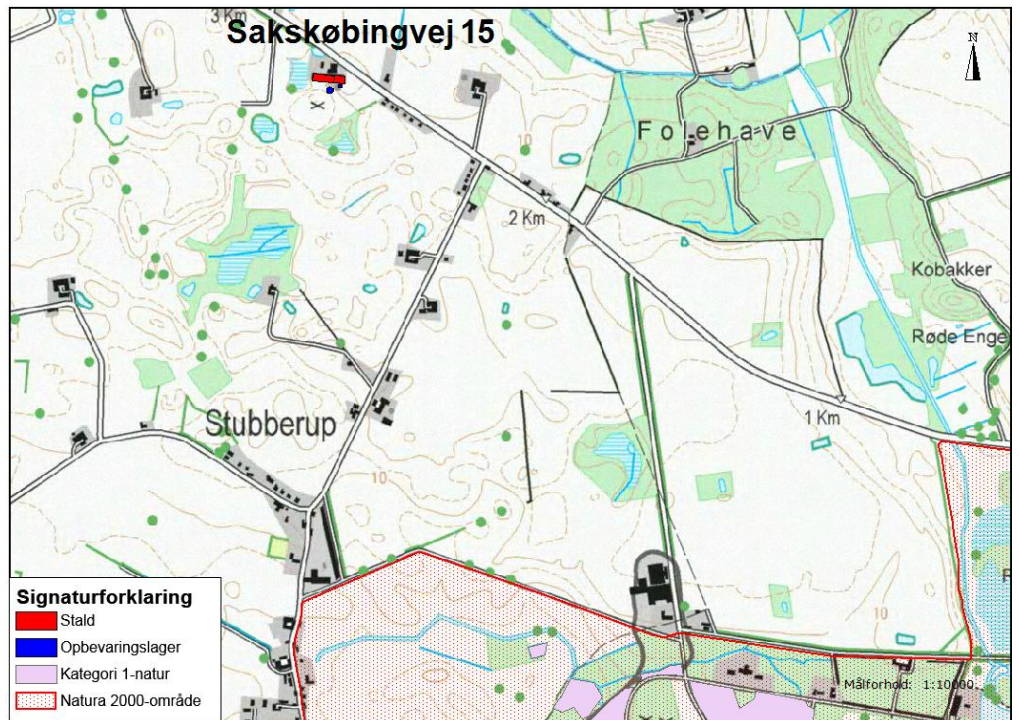 3 Km
Sakskøbingvej 15
N
Folehave
10
2 Km
Kobakker
Røde Enge
1 Km
Stubberup
10
10
Signaturforklaring
Stald
Opbevaringslager
Kategori 1-natur
Natura 2000-område
Målforhold: 1:10000